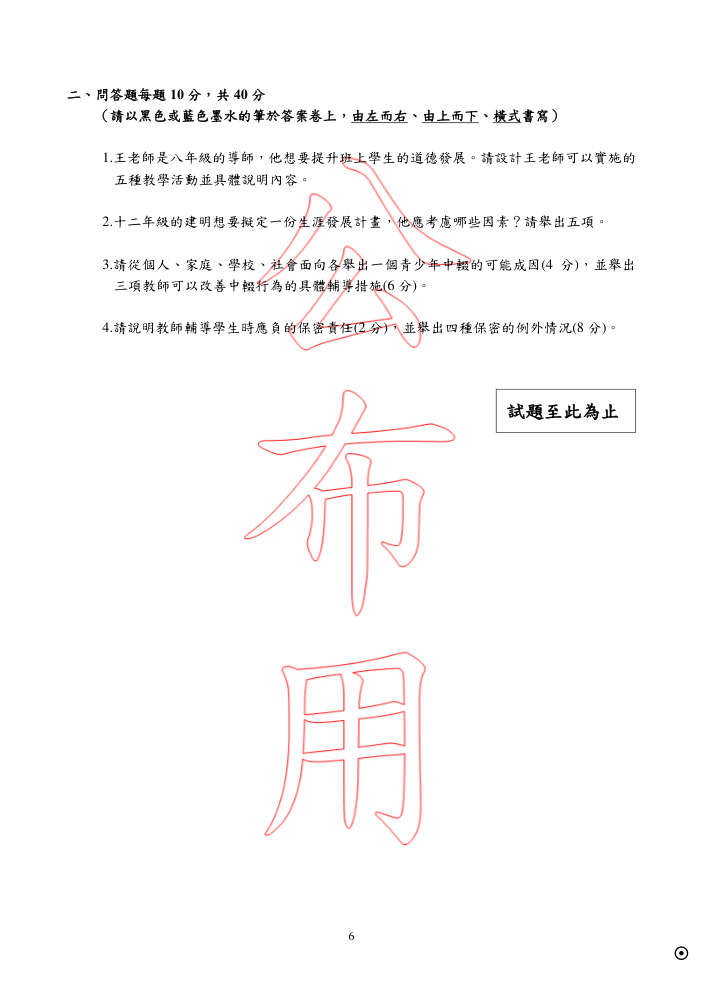 二、問答題每題 10 分，共 40 分
（請以黑色或藍色墨水的筆於答案卷上，由左而右、由上而下、橫式書寫）
1.王老師是八年級的導師，他想要提升班上學生的道德發展。請設計王老師可以實施的
五種教學活動並具體說明內容。
2.十二年級的建明想要擬定一份生涯發展計畫，他應考慮哪些因素？請舉出五項。
3.請從個人、家庭、學校、社會面向各舉出一個青少年中輟的可能成因(4 分)，並舉出
三項教師可以改善中輟行為的具體輔導措施(6 分)。
4.請說明教師輔導學生時應負的保密責任(2 分)，並舉出四種保密的例外情況(8 分)。
試題至此為止
公
布
用
6